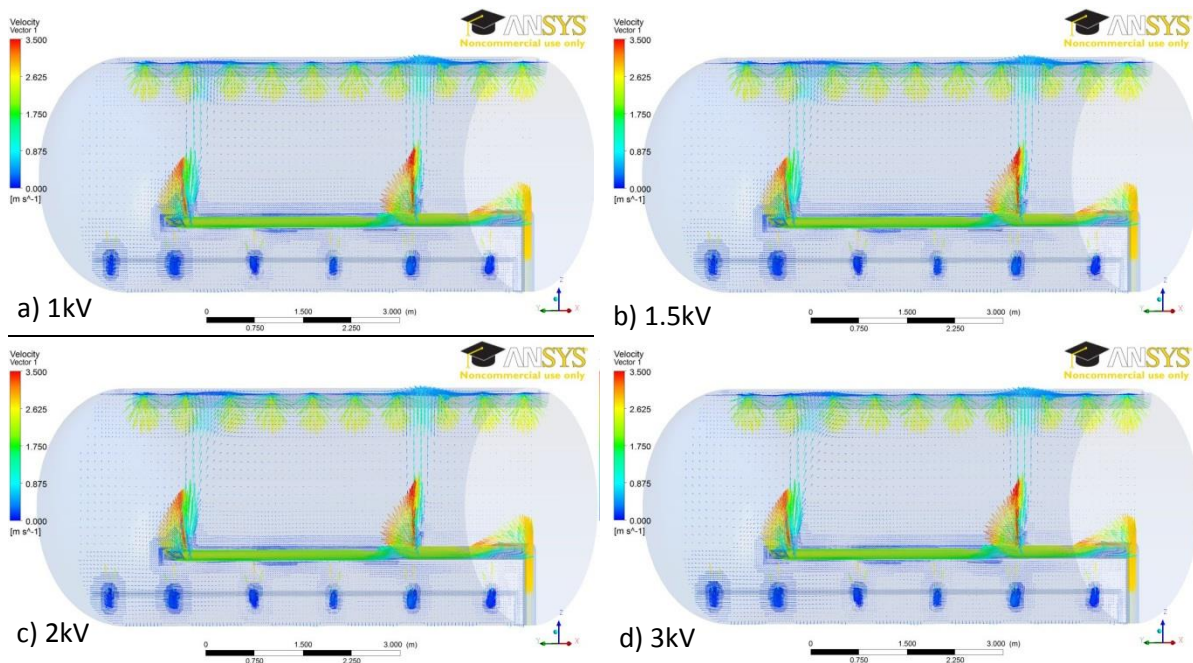 Velocity
Vector 1
3.500
2.625
1.750
0.875
0.000
[m s^-1]
ANSYS
Noncommercial use only
0 1.500 3.000 (m)
0.750 2.250
Z
Y X
a) 1kV
Velocity
Vector 1
3.500
2.625
1.750
0.875
0.000
[m s^-1]
ANSYS
Noncommercial use only
0 1.500 3.000 (m)
0.750 2.250
Z
Y X
b) 1.5kV
Velocity
Vector 1
3.500
2.625
1.750
0.875
0.000
[m s^-1]
ANSYS
Noncommercial use only
0 1.500 3.000 (m)
0.750 2.250
Z
Y X
c) 2kV
Velocity
Vector 1
3.500
2.625
1.750
0.875
0.000
[m s^-1]
ANSYS
Noncommercial use only
0 1.500 3.000 (m)
0.750 2.250
Z
Y X
d) 3kV